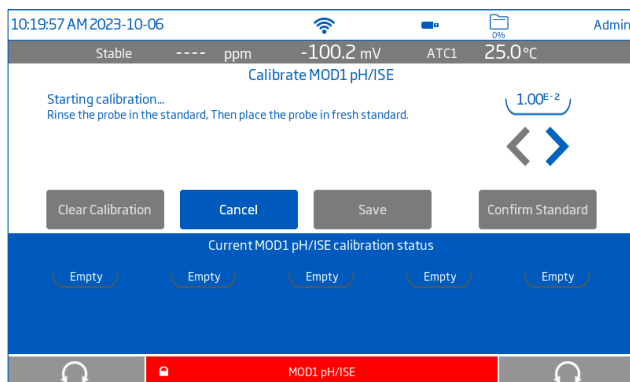 10:19:57 AM 2023-10-06 0% Admin
Stable ---- ppm -100.2 mV ATC1 25.0 °C
Calibrate MOD1 pH/ISE
Starting calibration...
Rinse the probe in the standard, Then place the probe in fresh standard.
1.00E-2
Clear Calibration Cancel Save Confirm Standard
Current MOD1 pH/ISE calibration status
Empty Empty Empty Empty Empty
MOD1 pH/ISE